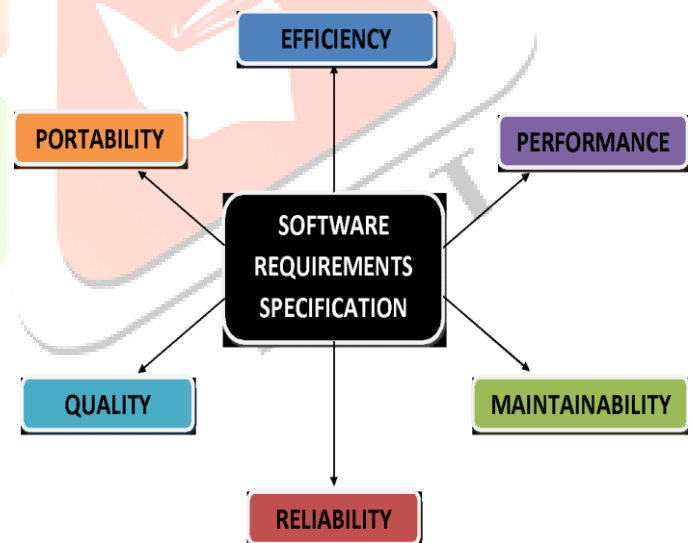 EFFICIENCY
PORTABILITY
PERFORMANCE
SOFTWARE
REQUIREMENTS
SPECIFICATION
QUALITY
MAINTAINABILITY
RELIABILITY